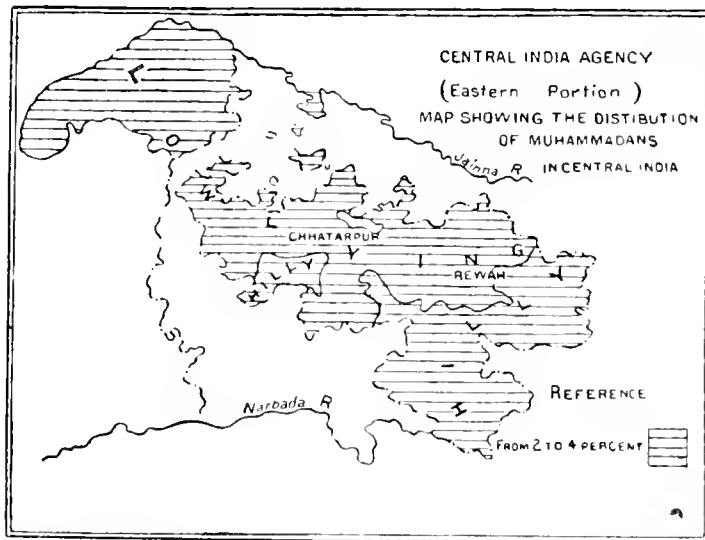 CENTRAL INDIA AGENCY
(Eastern Portion)
MAP SHOWING THE DISTIBUTION
OF MUHAMMADANS
IN CENTRAL INDIA
Jainna R
L
O
CHHATARPUR
I N G
REWAH
Narbada R
H
REFERENCE
FROM 2 TO 4 PERCENT